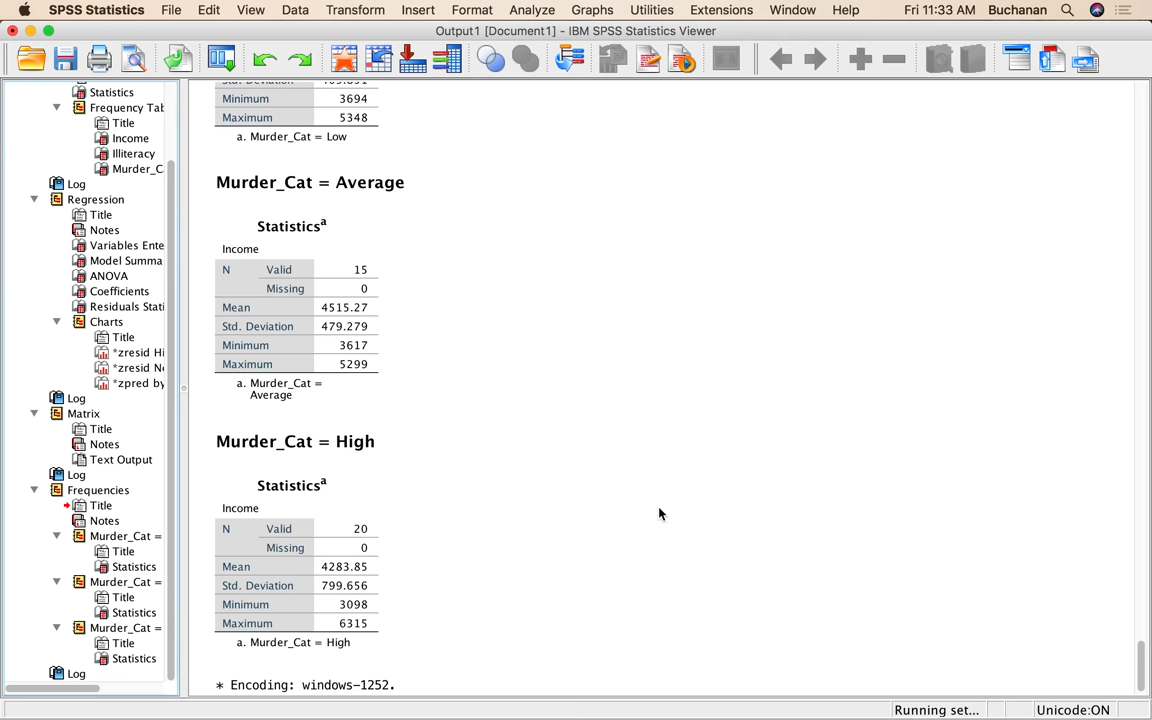 SPSS Statistics File Edit View Data Transform Insert Format Analyze Graphs Utilities Extensions Window Help Fri 11:33 AM Buchanan
Output1 [Document1] - IBM SPSS Statistics Viewer
Statistics
Frequency Tab
Title
Income
Illiteracy
Murder_C
Log
Regression
Title
Notes
Variables Ente
Model Summa
ANOVA
Coefficients
Residuals Stati
Charts
Title
*zresid Hi
*zresid No
*zpred by
Log
Matrix
Title
Notes
Text Output
Log
Frequencies
Title
Notes
Murder_Cat =
Title
Statistics
Murder_Cat =
Title
Statistics
Murder_Cat =
Title
Statistics
Log
Minimum 3694
Maximum 5348
a. Murder_Cat = Low
Murder_Cat = Average
Statisticsa
Income
N Valid 15
Missing 0
Mean 4515.27
Std. Deviation 479.279
Minimum 3617
Maximum 5299
a. Murder_Cat =
Average
Murder_Cat = High
Statisticsa
Income
N Valid 20
Missing 0
Mean 4283.85
Std. Deviation 799.656
Minimum 3098
Maximum 6315
a. Murder_Cat = High
* Encoding: windows-1252.
Running set... Unicode:ON